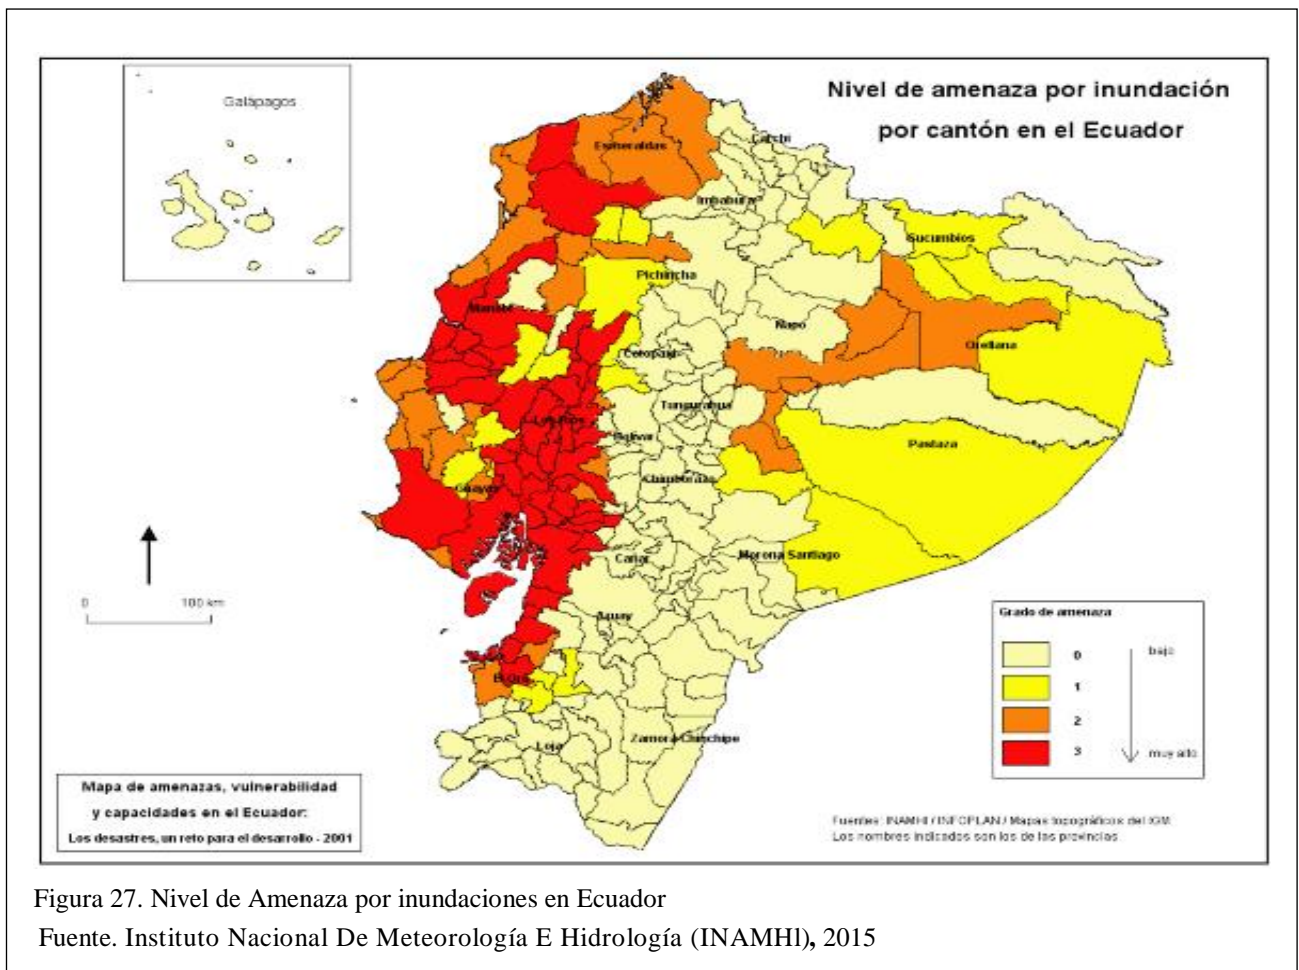 Nivel de amenaza por inundación
por cantón en el Ecuador
Galápagos
Carchi
Esmeraldas
Imbabura
Sucumbios
Pichincha
Manabí
Napo
Orellana
Cotopaxi
Tungurahua
Los Ríos
Bolívar
Pastaza
Chimborazo
Guayas
Cañar
Morona Santiago
Azuay
El Oro
Zamora Chinchipe
Loja
0 100 km
Grado de amenaza
0 bajo
1
2
3 muy alto
Mapa de amenazas, vulnerabilidad
y capacidades en el Ecuador:
Los desastres, un reto para el desarrollo - 2001
Fuentes: INAMHI / INFOPLAN / Mapas topográficos del IGM
Los nombres indicados son los de las provincias
Figura 27. Nivel de Amenaza por inundaciones en Ecuador
Fuente. Instituto Nacional De Meteorología E Hidrología (INAMHl), 2015